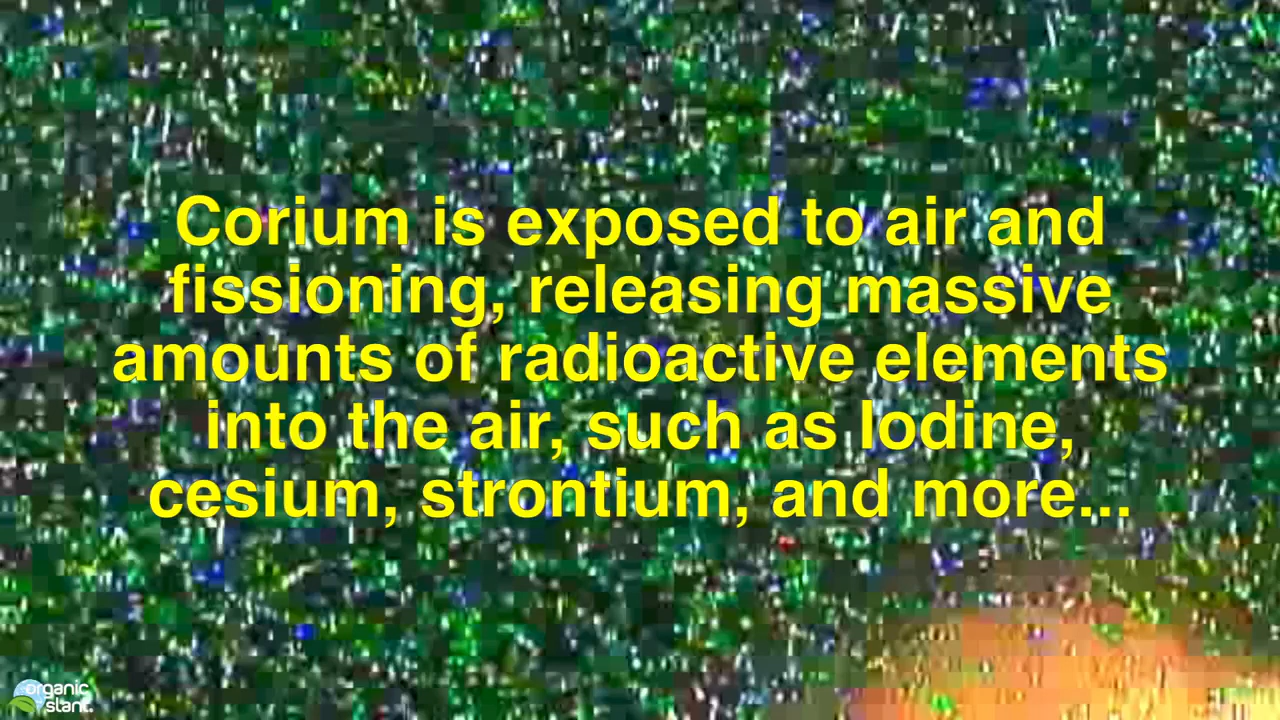 Corium is exposed to air and
fissioning, releasing massive
amounts of radioactive elements
into the air, such as Iodine,
cesium, strontium, and more...
organic
slant.